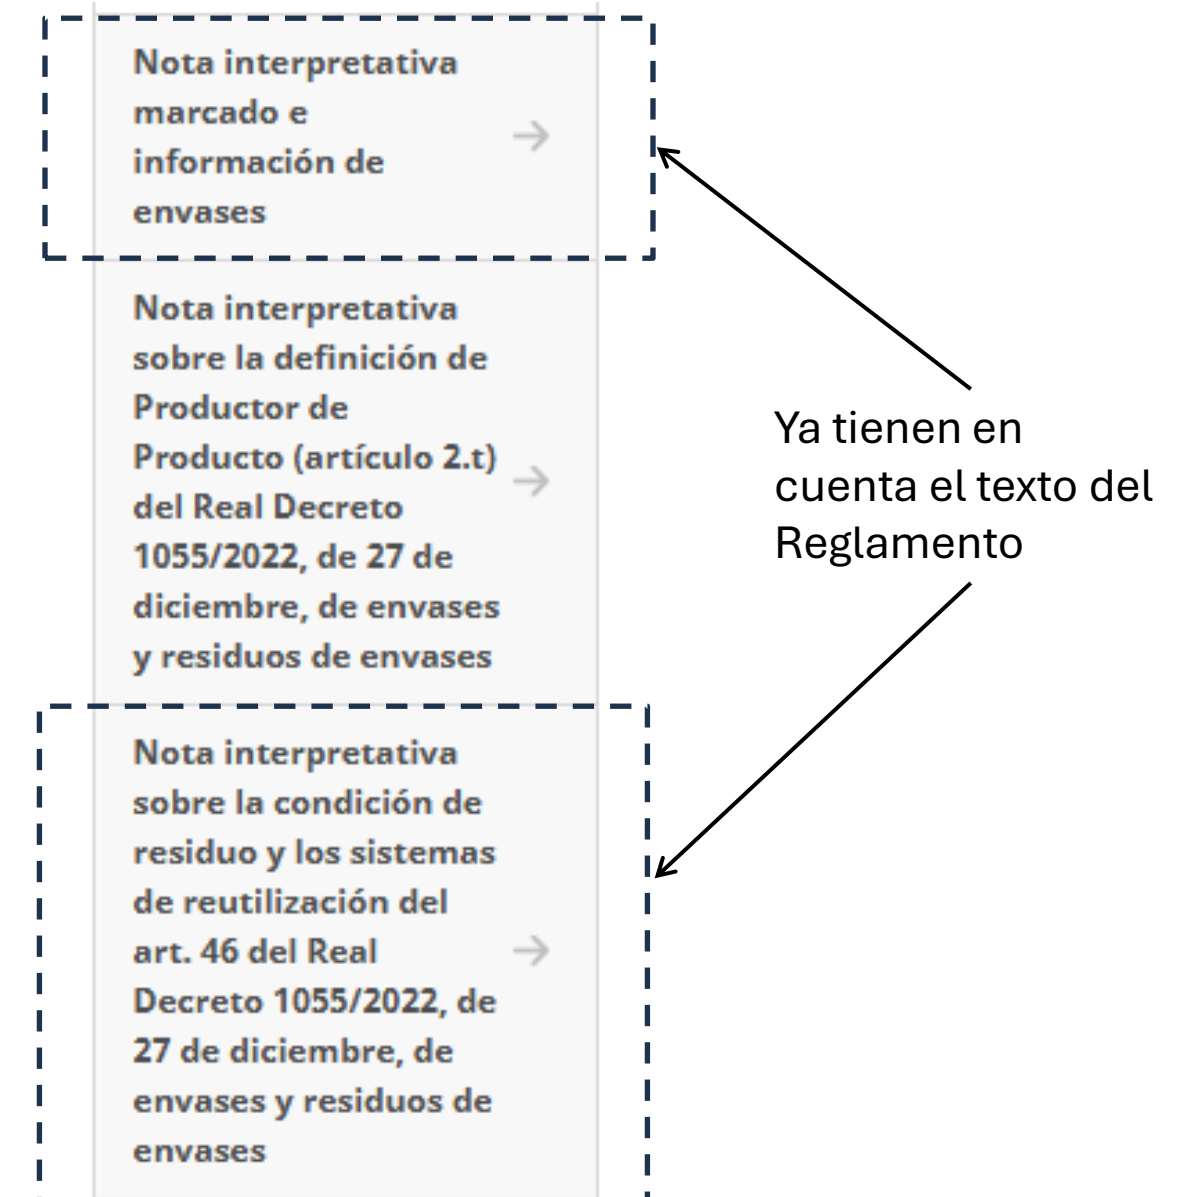 Nota interpretativa
marcado e
información de
envases
Nota interpretativa
sobre la definición de
Productor de
Producto (artículo 2.t)
del Real Decreto
1055/2022, de 27 de
diciembre, de envases
y residuos de envases
Nota interpretativa
sobre la condición de
residuo y los sistemas
de reutilización del
art. 46 del Real
Decreto 1055/2022, de
27 de diciembre, de
envases y residuos de
envases
Ya tienen en
cuenta el texto del
Reglamento